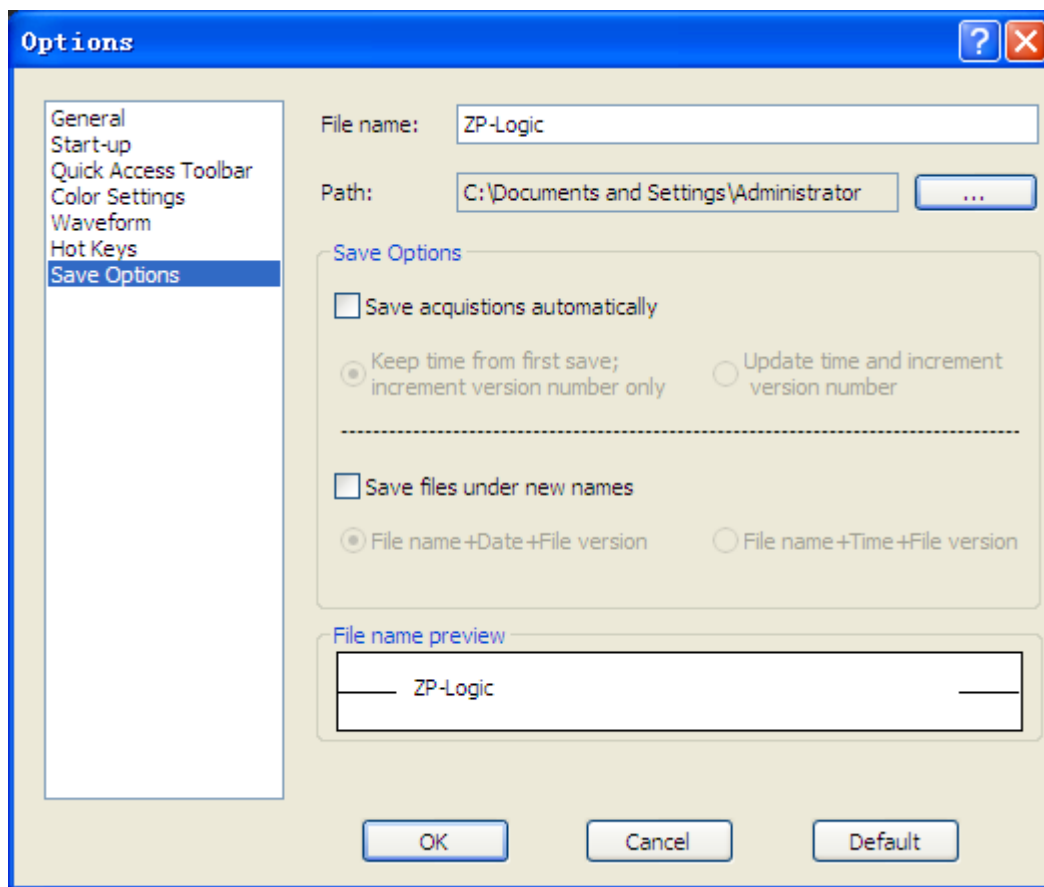 Options
General
Start-up
Quick Access Toolbar
Color Settings
Waveform
Hot Keys
Save Options
File name: ZP-Logic
Path: C:\Documents and Settings\Administrator ...
Save Options
Save acquistions automatically
Keep time from first save;
increment version number only
Update time and increment
version number
Save files under new names
File name+Date+File version
File name+Time+File version
File name preview
ZP-Logic
OK Cancel Default